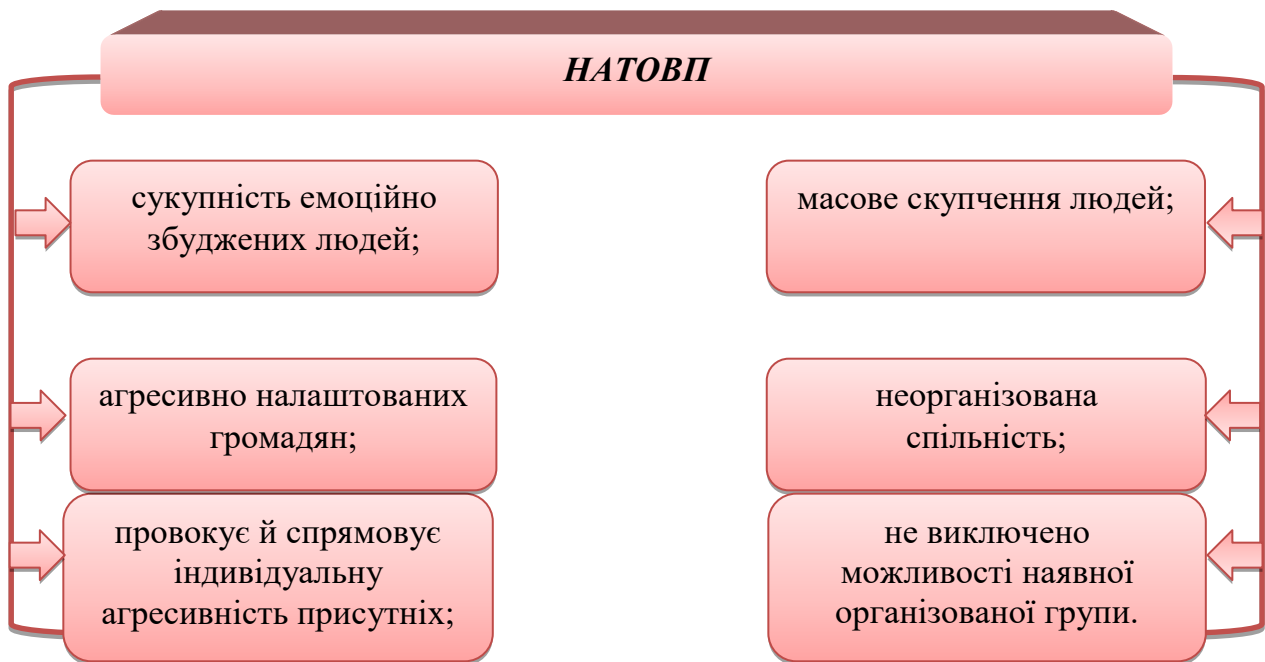 НАТОВП
сукупність емоційно
збуджених людей;
масове скупчення людей;
агресивно налаштованих
громадян;
неорганізована
спільність;
провокує й спрямовує
індивідуальну
агресивність присутніх;
не виключено
можливості наявної
організованої групи.